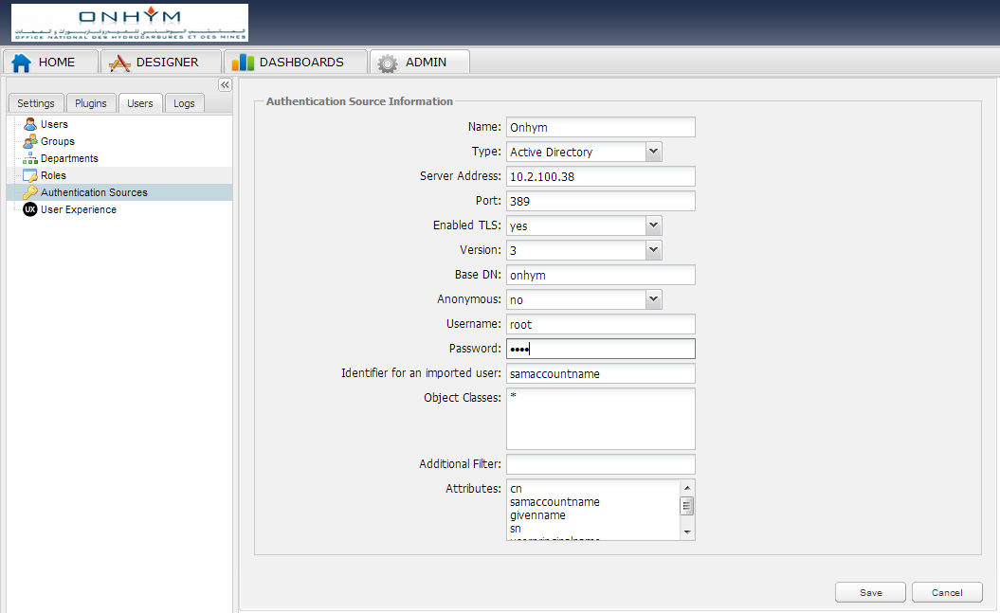 ONHYM
المكتب الوطني للهيدروكاربورات و المعادن
OFFICE NATIONAL DES HYDROCARBURES ET DES MINES
HOME
DESIGNER
DASHBOARDS
ADMIN
Settings
Plugins
Users
Logs
Users
Groups
Departments
Roles
Authentication Sources
UX User Experience
Authentication Source Information
Name: Onhym
Type: Active Directory
Server Address: 10.2.100.38
Port: 389
Enabled TLS: yes
Version: 3
Base DN: onhym
Anonymous: no
Username: root
Password: ••••
Identifier for an imported user: samaccountname
Object Classes: *
Additional Filter:
Attributes: cn
samaccountname
givenname
sn
Save
Cancel